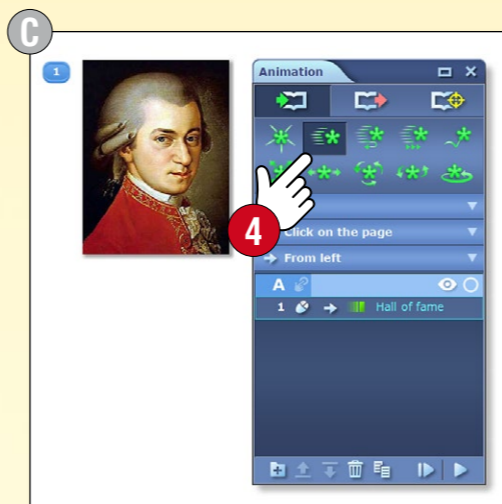 C
1
Animation
4
Click on the page
From left
A
1 Hall of fame